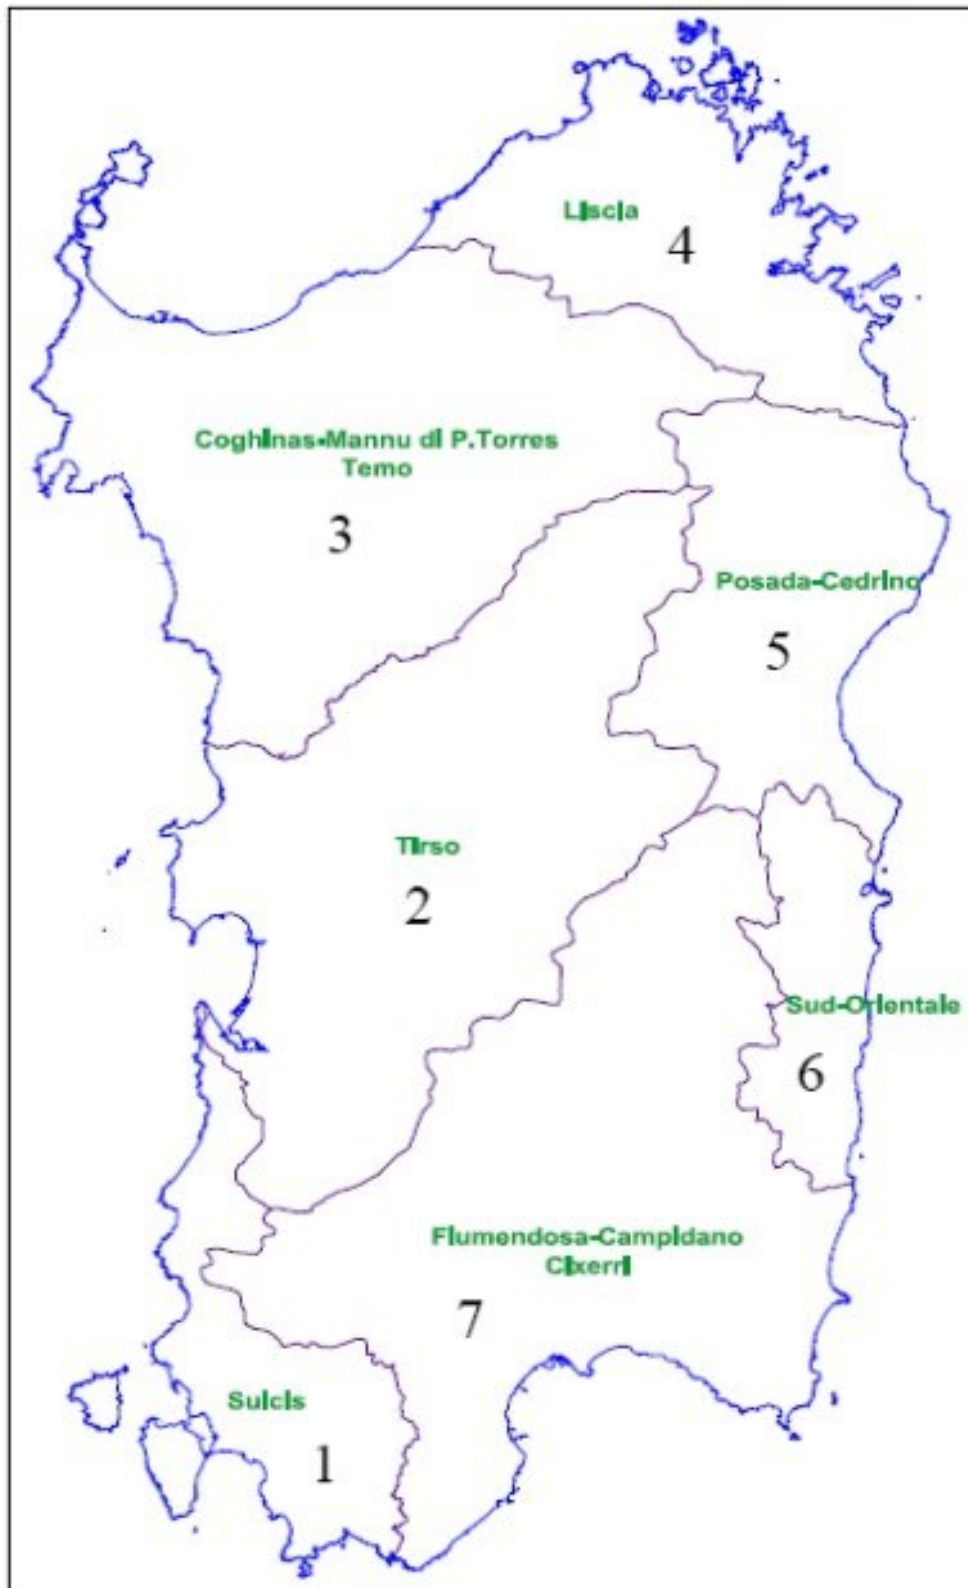 Liscia
4
Coghinas-Mannu di P.Torres
Temo
3
Posada-Cedrino
5
Tirso
2
Sud-Orientale
6
Flumendosa-Campidano
Cixerri
7
Sulcis
1